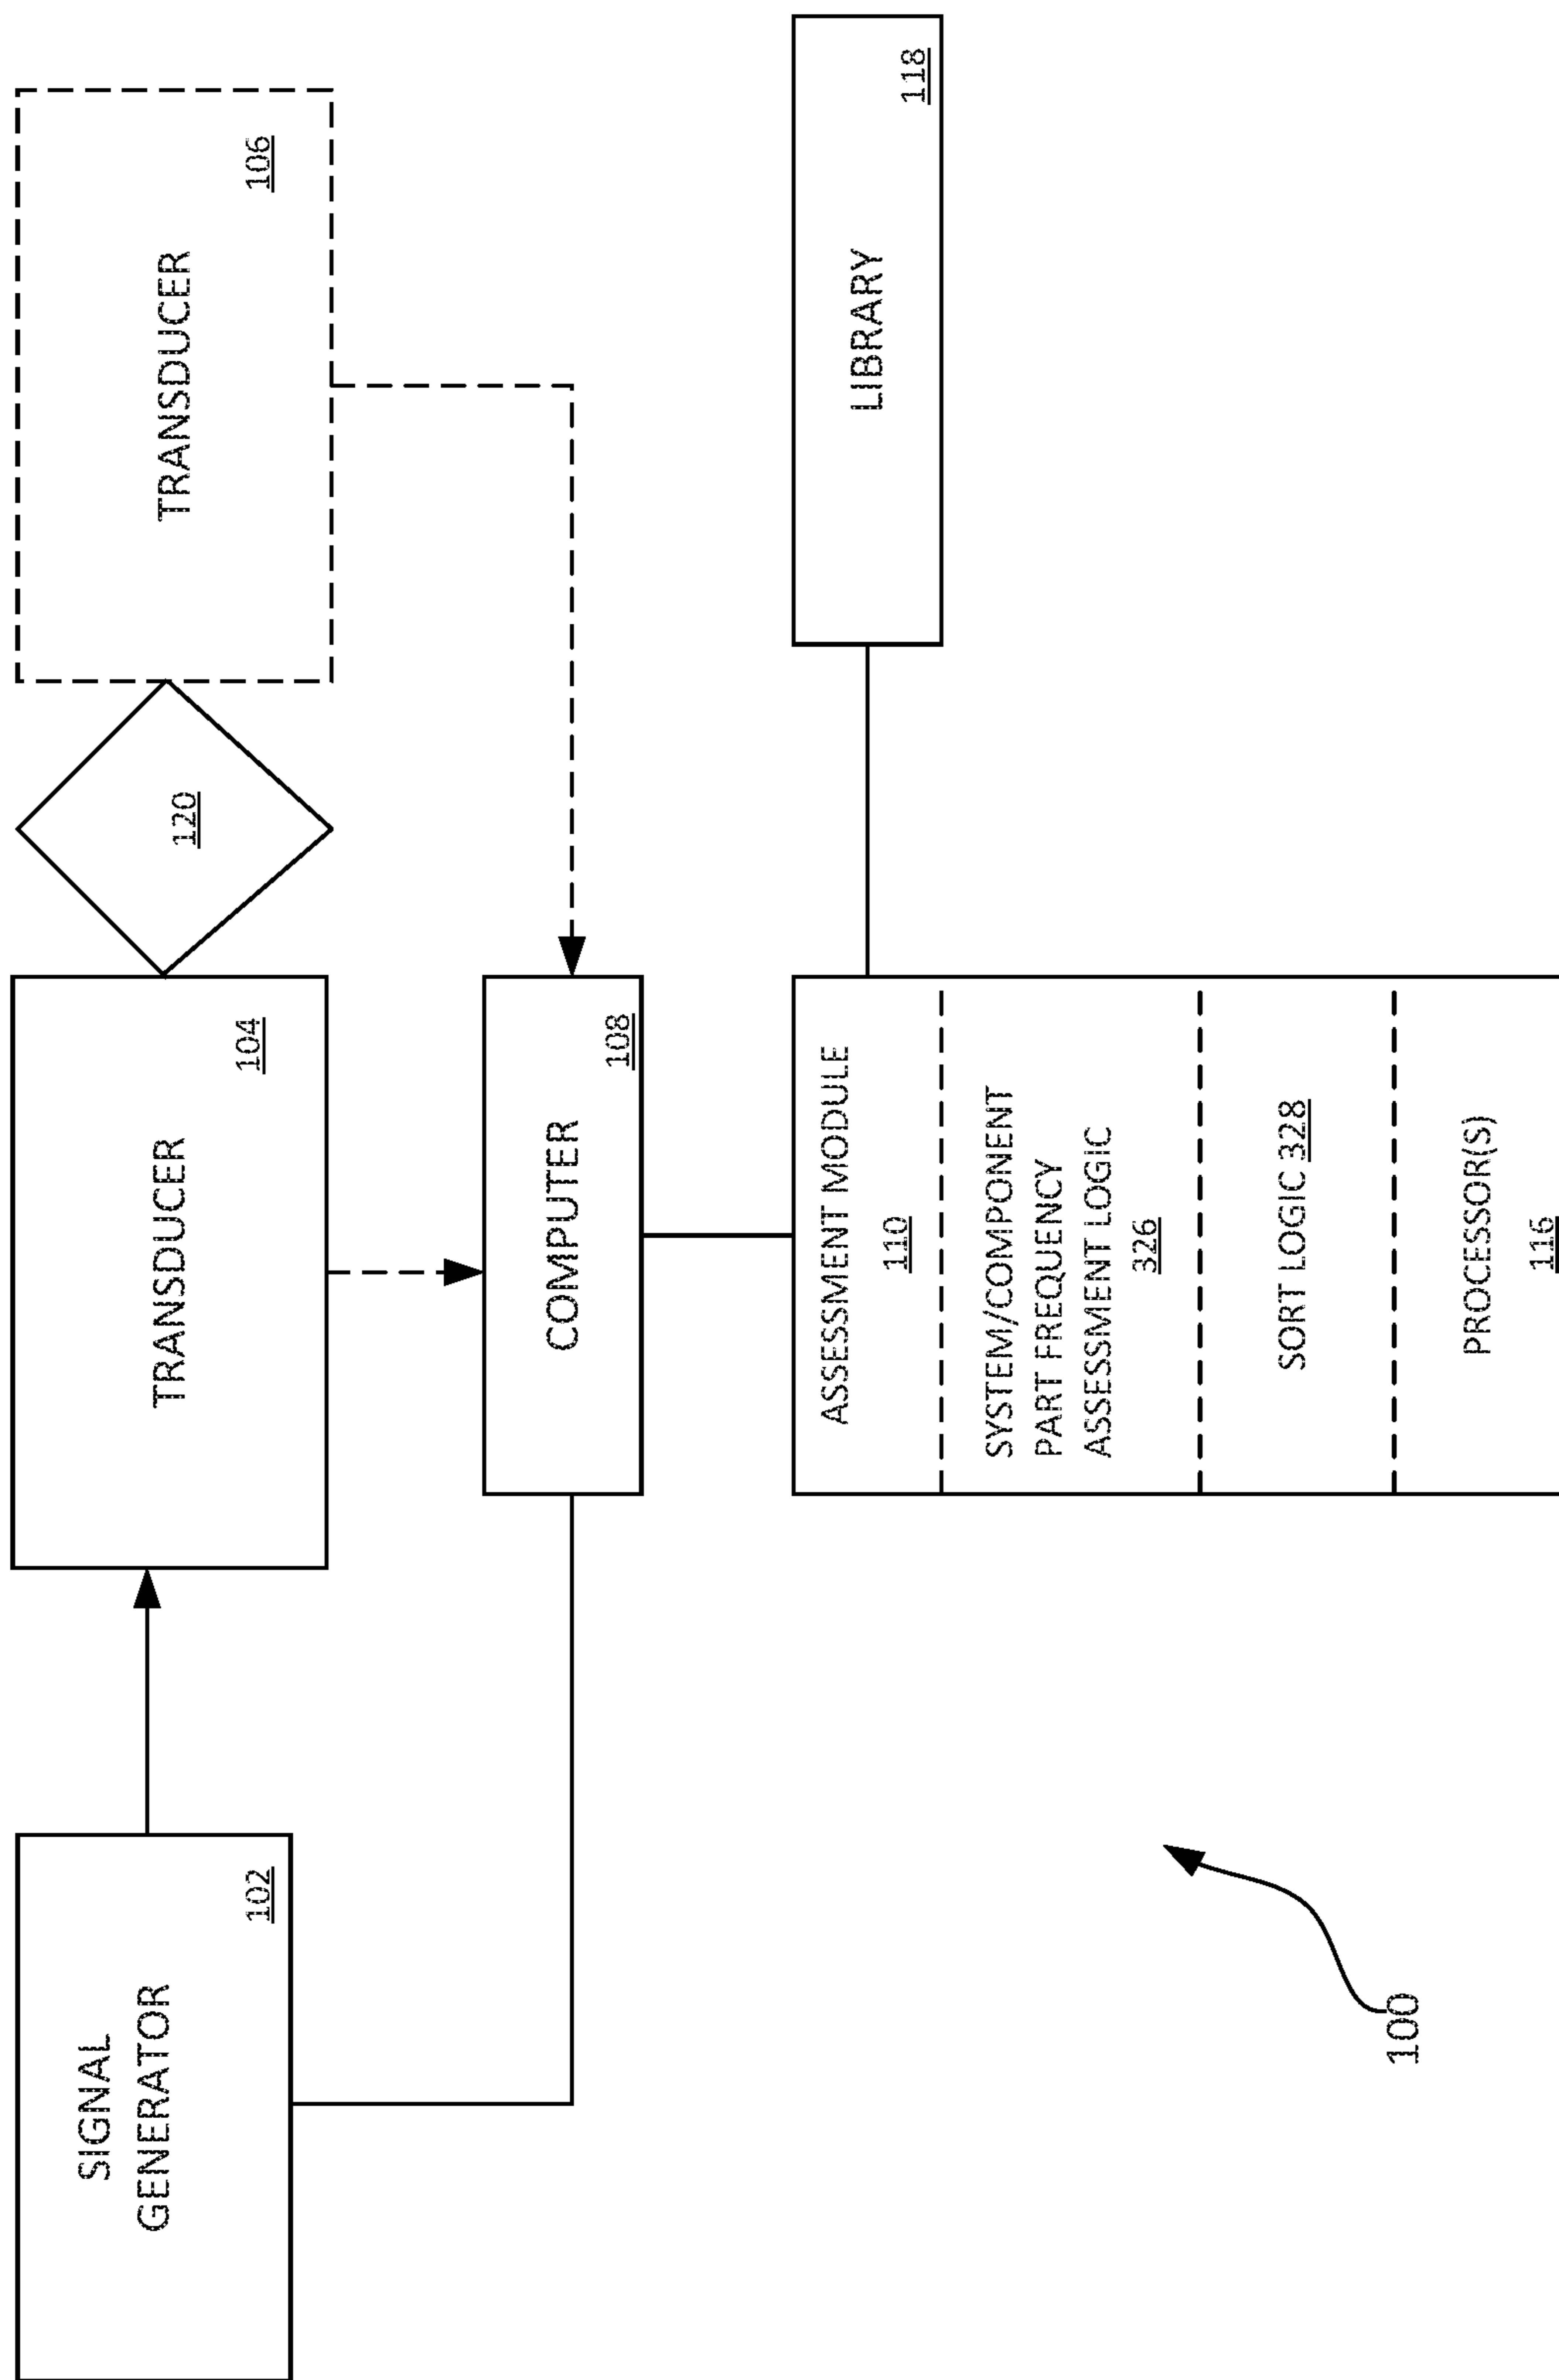 SIGNAL
GENERATOR
102
TRANSDUCER
104
120
TRANSDUCER
106
COMPUTER
108
ASSESSMENT MODULE
110
SYSTEM/COMPONENT
PART FREQUENCY
ASSESSMENT LOGIC
326
SORT LOGIC 328
PROCESSOR(S)
116
LIBRARY
118
100